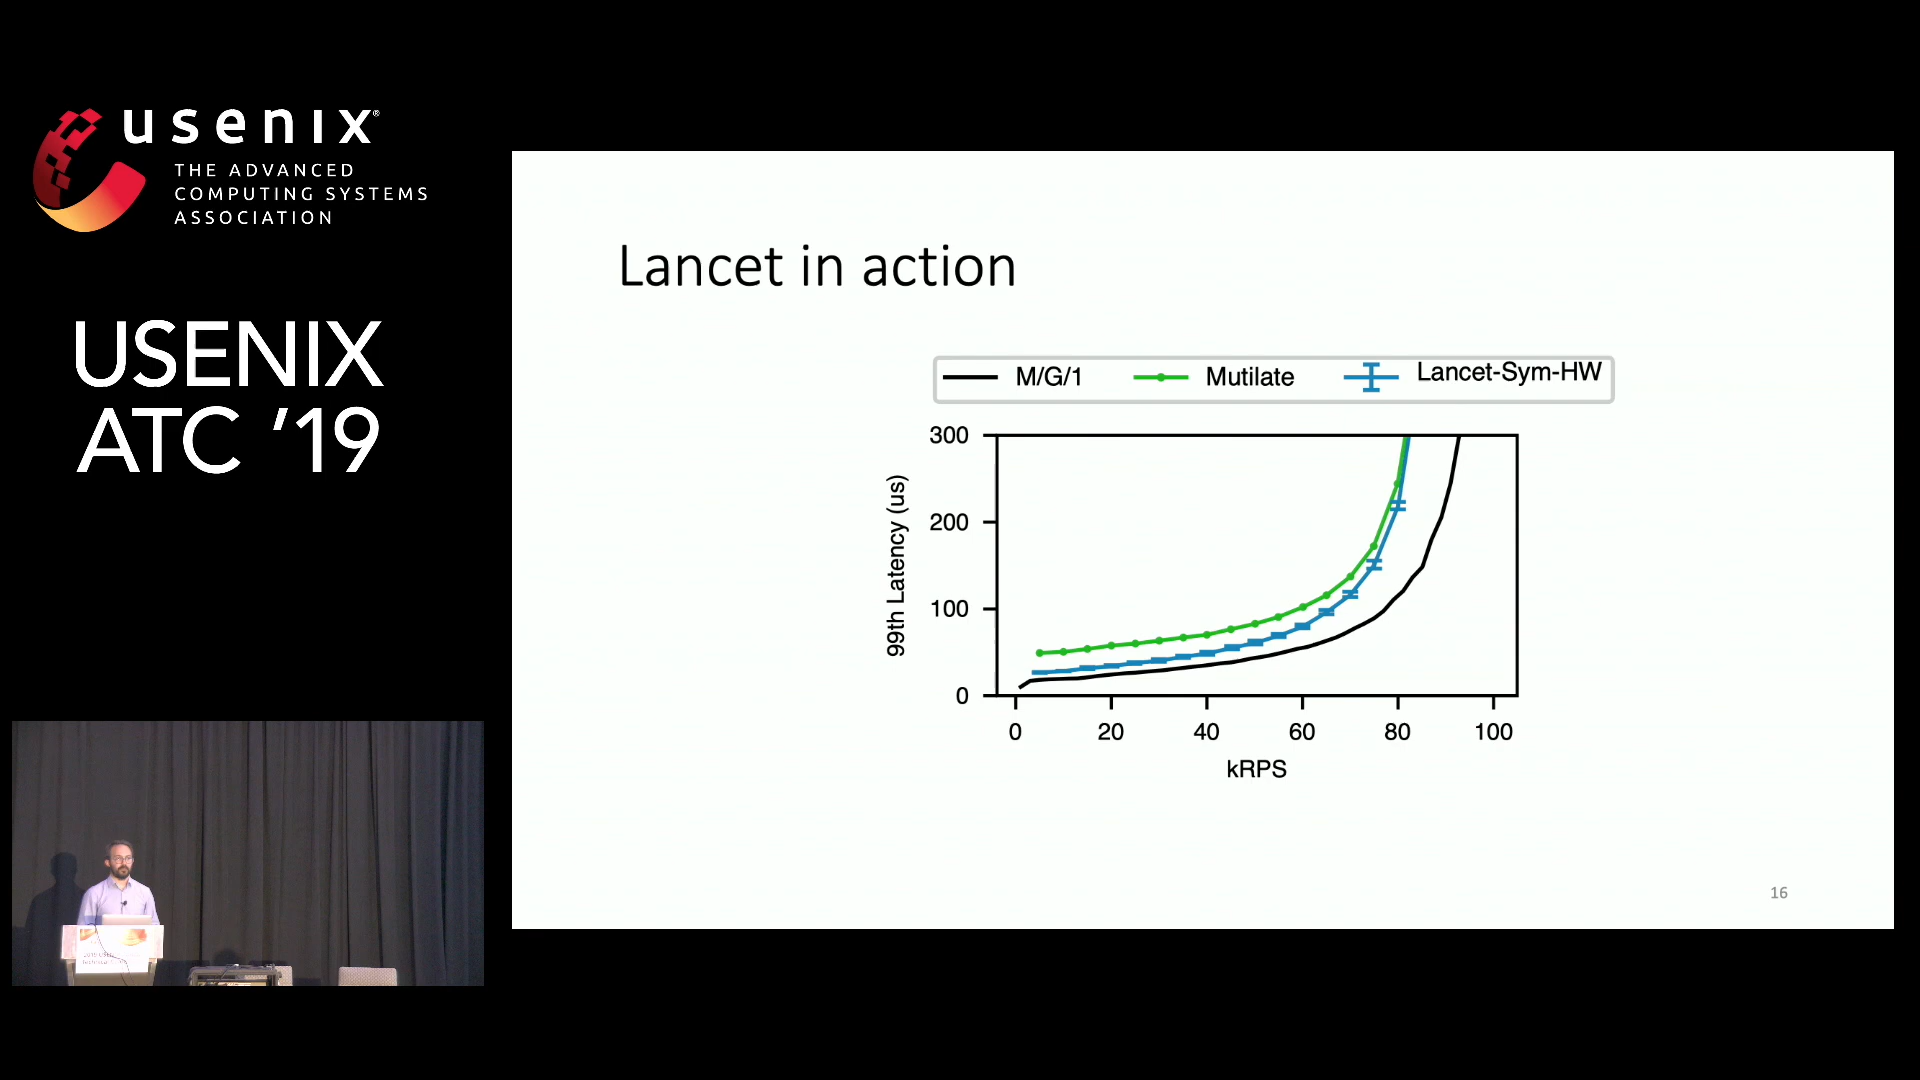 usenix®
THE ADVANCED
COMPUTING SYSTEMS
ASSOCIATION
USENIX
ATC '19
Lancet in action
M/G/1
Mutilate
Lancet-Sym-HW
300
200
100
0
99th Latency (us)
0 20 40 60 80 100
kRPS
16